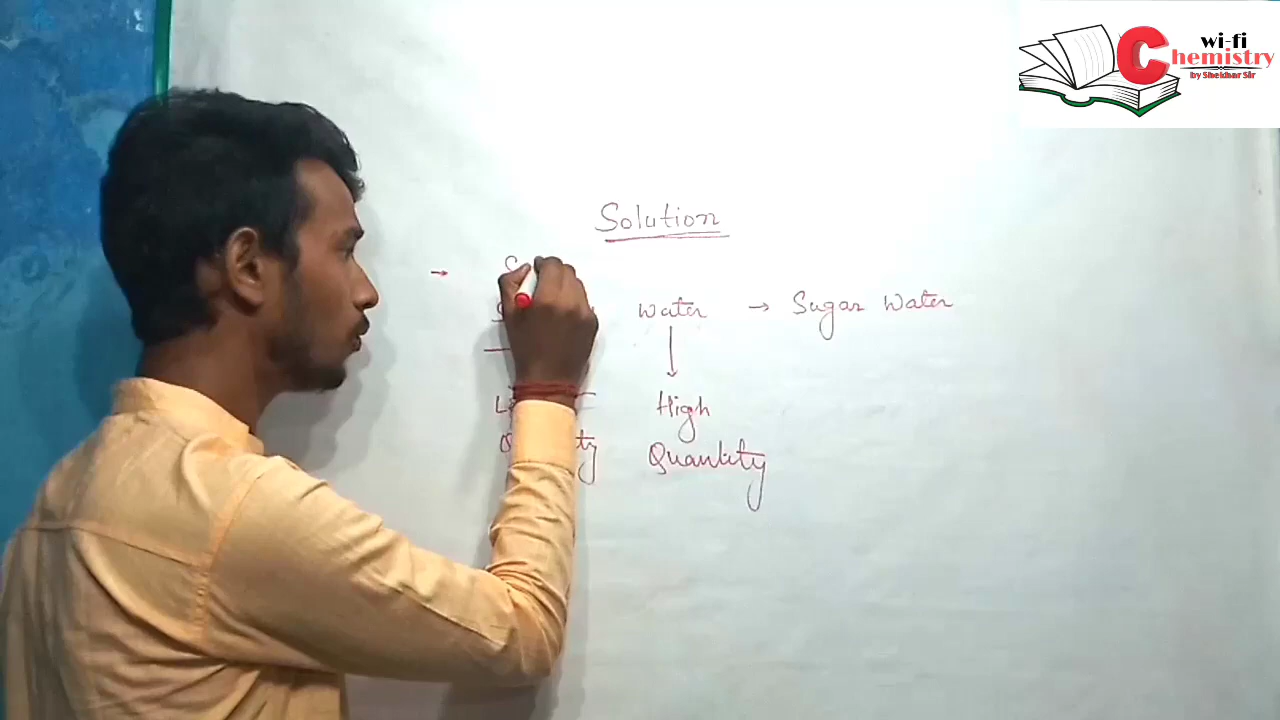 wi-fi
Chemistry
by Shekhar Sir
Solution
→
water → Sugar Water
High
Quantity